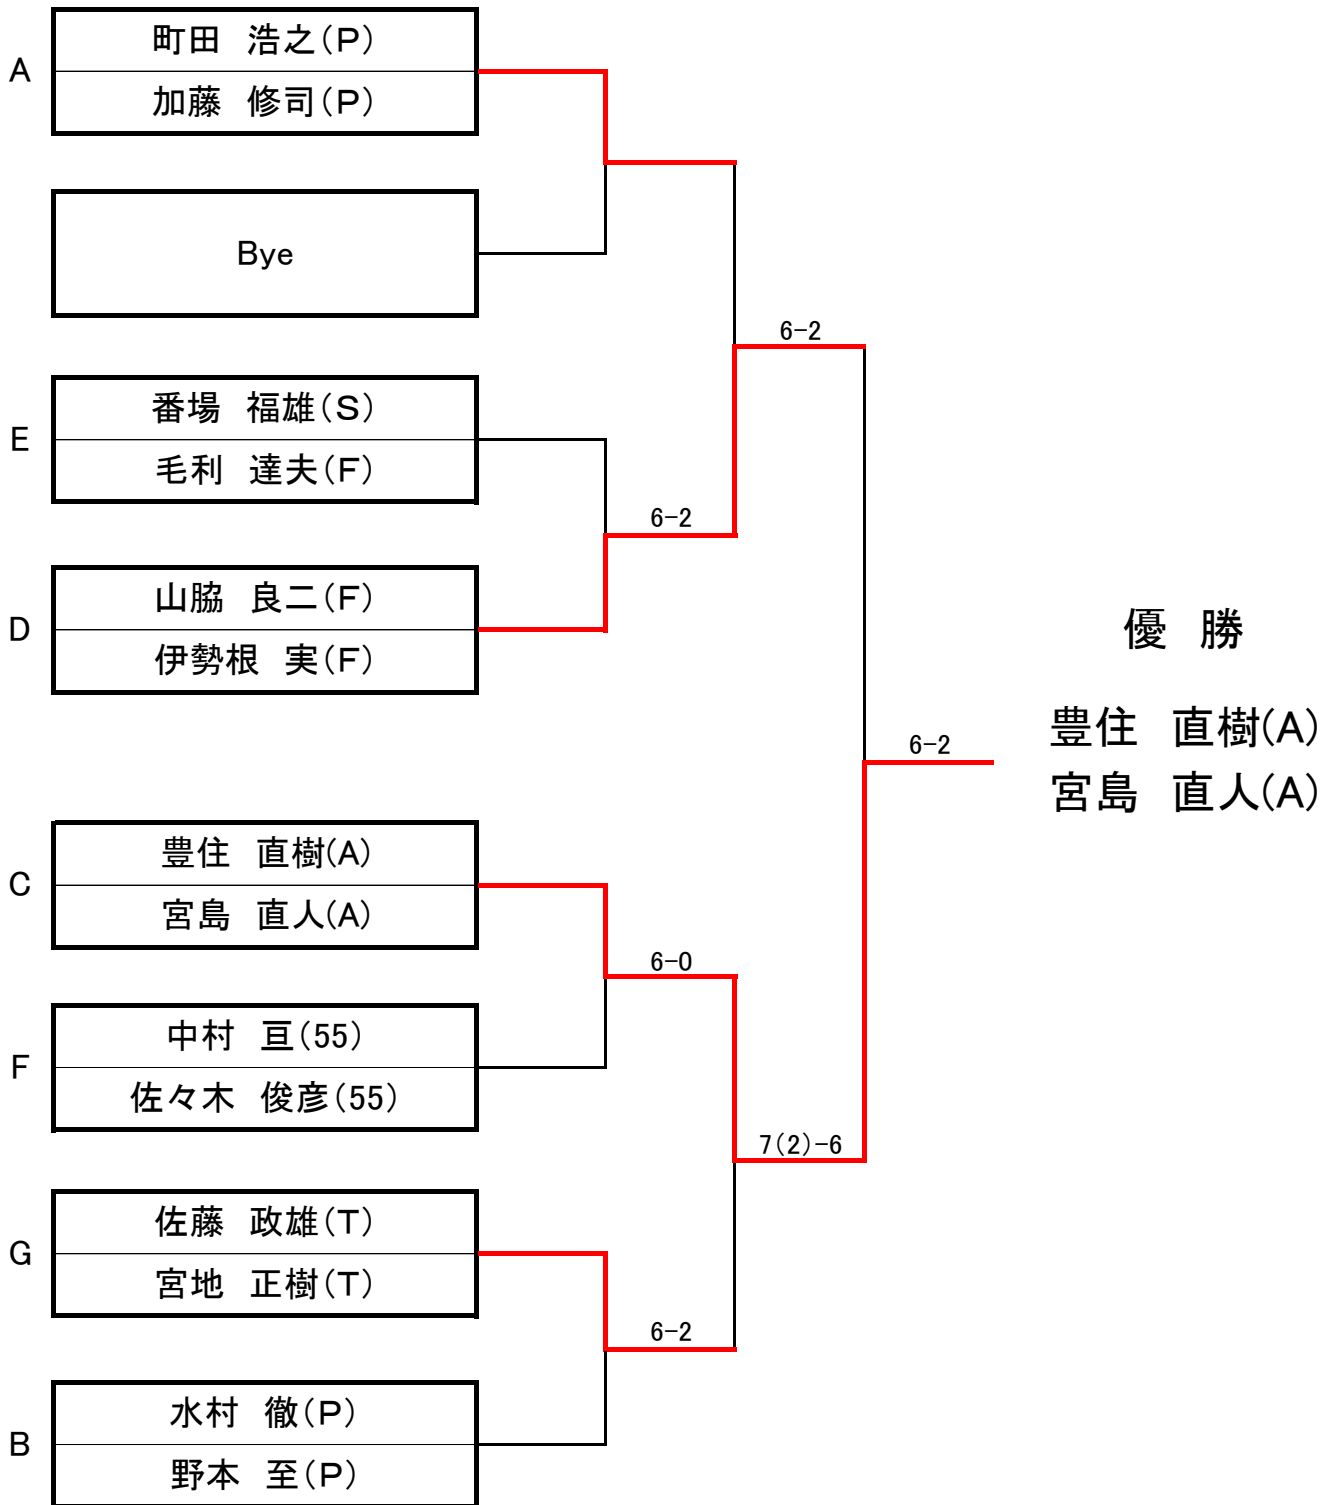 A
町田　浩之(P)
加藤　修司(P)
Bye
6-2
E
番場　福雄(S)
毛利　達夫(F)
6-2
D
山脇　良二(F)
伊勢根　実(F)
優　勝
豊住　直樹(A)
宮島　直人(A)
6-2
C
豊住　直樹(A)
宮島　直人(A)
6-0
F
中村　亘(55)
佐々木　俊彦(55)
7(2)-6
G
佐藤　政雄(T)
宮地　正樹(T)
6-2
B
水村　徹(P)
野本　至(P)